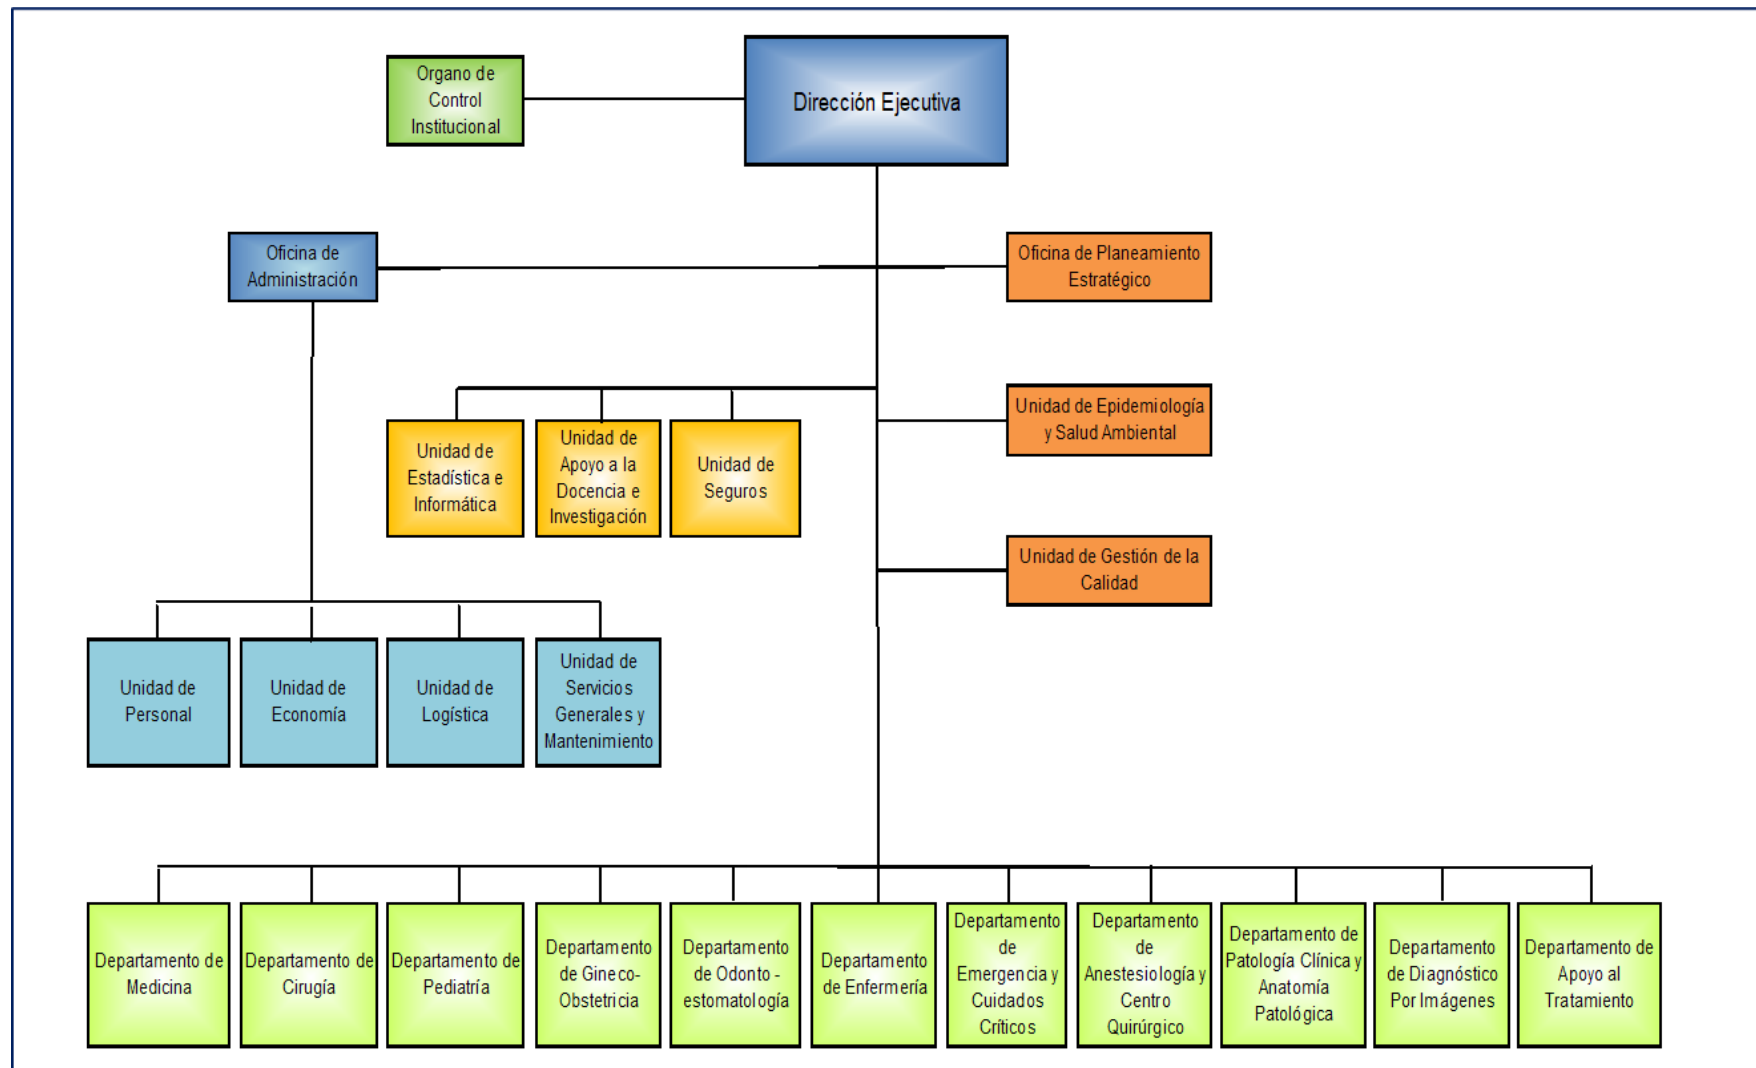 Organo de
Control
Institucional
Dirección Ejecutiva
Oficina de
Administración
Oficina de Planeamiento
Estratégico
Unidad de Epidemiología
y Salud Ambiental
Unidad de
Estadística e
Informática
Unidad de
Apoyo a la
Docencia e
Investigación
Unidad de
Seguros
Unidad de Gestión de la
Calidad
Unidad de
Personal
Unidad de
Economía
Unidad de
Logística
Unidad de
Servicios
Generales y
Mantenimiento
Departamento de
Medicina
Departamento de
Cirugía
Departamento de
Pediatría
Departamento
de Gineco-
Obstetricia
Departamento
de Odonto -
estomatología
Departamento
de Enfermería
Departamento
de
Emergencia y
Cuidados
Críticos
Departamento
de
Anestesiología y
Centro
Quirúrgico
Departamento de
Patología Clínica y
Anatomía
Patológica
Departamento
de Diagnóstico
Por Imágenes
Departamento de
Apoyo al
Tratamiento